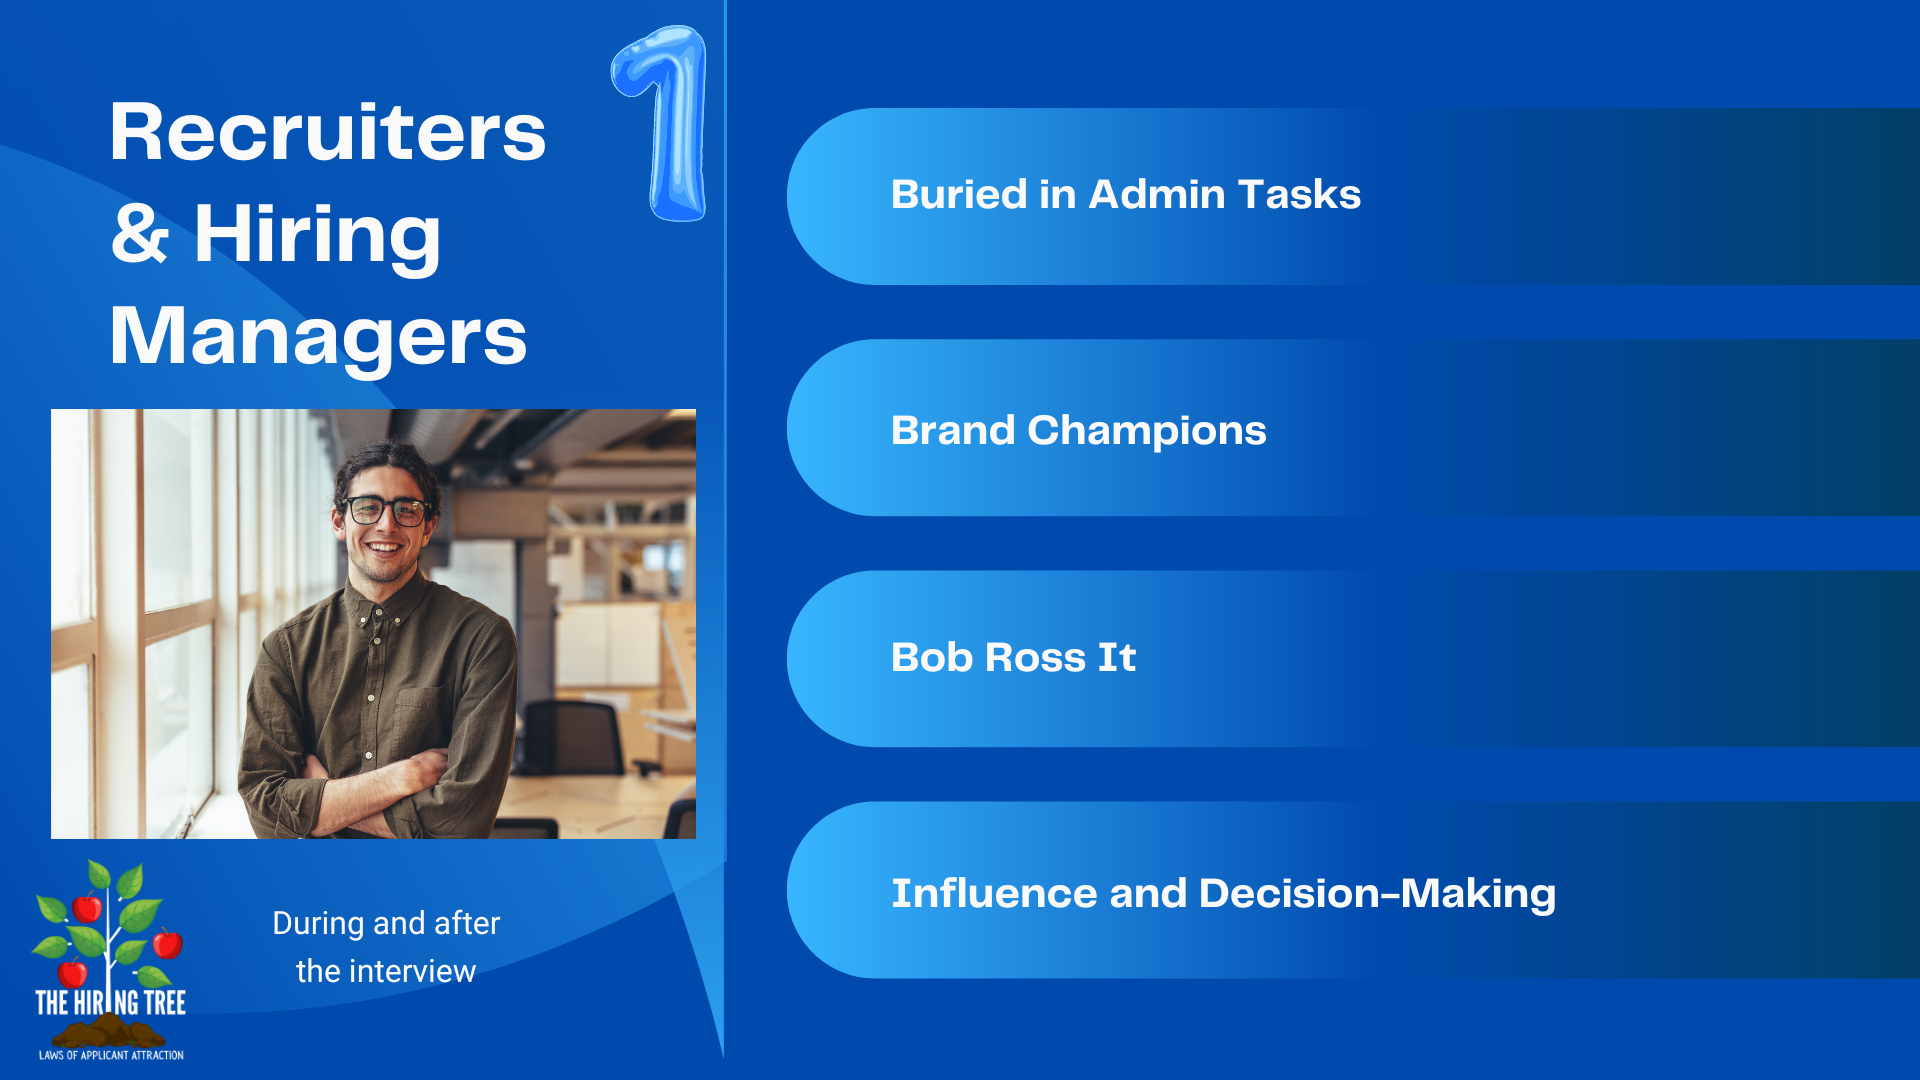 Recruiters
& Hiring
Managers
1
Buried in Admin Tasks
Brand Champions
Bob Ross It
Influence and Decision-Making
During and after
the interview
THE HIRING TREE
LAWS OF APPLICANT ATTRACTION